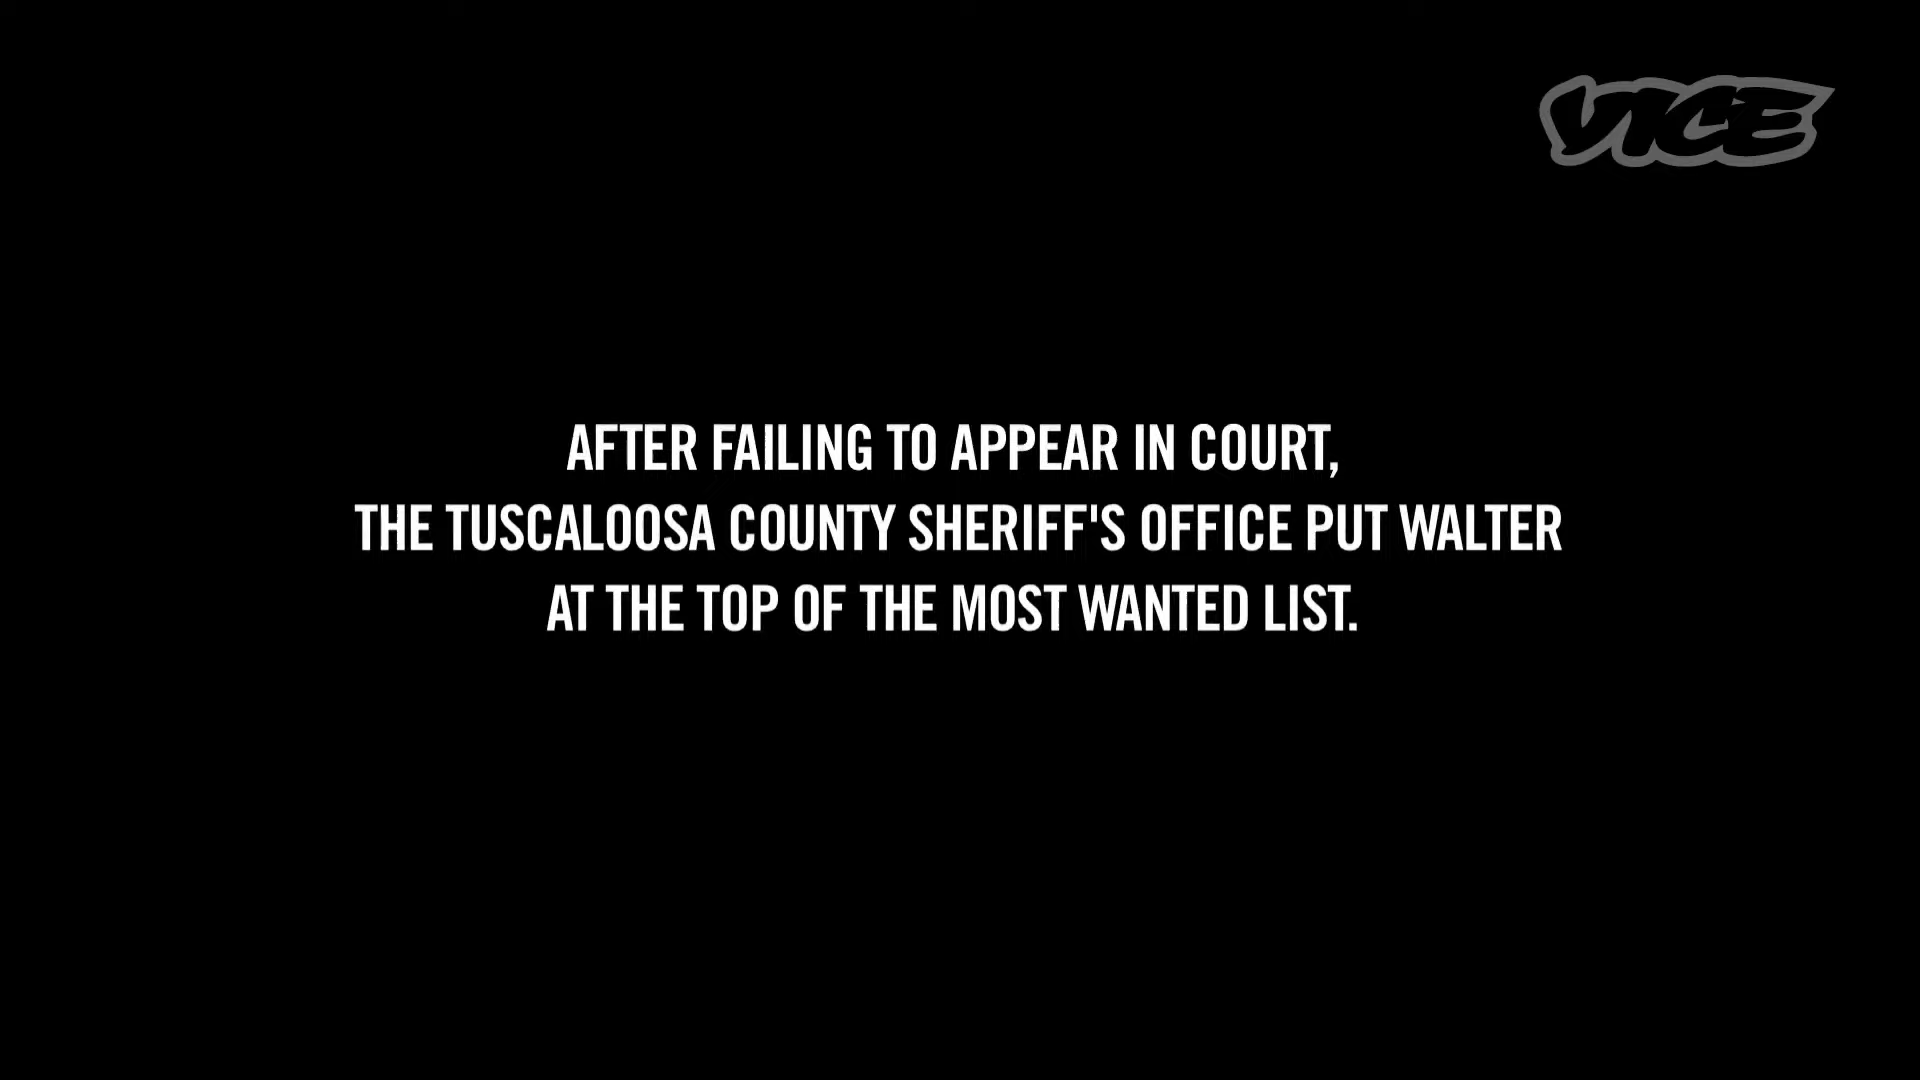 VICE
AFTER FAILING TO APPEAR IN COURT,
THE TUSCALOOSA COUNTY SHERIFF'S OFFICE PUT WALTER
AT THE TOP OF THE MOST WANTED LIST.